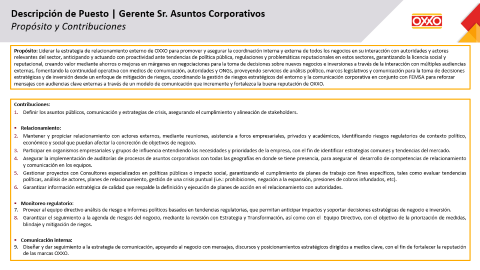 Descripción de Puesto | Gerente Sr. Asuntos Corporativos
Propósito y Contribuciones
OXXO
Propósito: Liderar la estrategia de relacionamiento externo de OXXO para promover y asegurar la coordinación interna y externa de todos los negocios en su interacción con autoridades y actores
relevantes del sector, anticipando y actuando con proactividad ante tendencias de política pública, regulaciones y problemáticas reputacionales en estos sectores, garantizando la licencia social y
reputacional, creando valor mediante ahorros o mejoras en márgenes en negociaciones para la toma de decisiones sobre nuevos negocios e inversiones a través de la interacción con múltiples audiencias
externas, fomentando la continuidad operativa con medios de comunicación, autoridades y ONGs, proveyendo servicios de análisis político, marcos legislativos y comunicación para la toma de decisiones
estratégicas y de inversión desde un enfoque de mitigación de riesgos, coordinando la gestión de riesgos estratégicos del entorno y la comunicación corporativa en conjunto con FEMSA para reforzar
mensajes con audiencias clave externas a través de un modelo de comunicación que incremente y fortalezca la buena reputación de OXXO.
Contribuciones:
1. Definir los asuntos públicos, comunicación y estrategias de crisis, asegurando el cumplimiento y alineación de stakeholders.
• Relacionamiento:
2. Mantener y propiciar relacionamiento con actores externos, mediante reuniones, asistencia a foros empresariales, privados y académicos, identificando riesgos regulatorios de contexto político,
económico y social que puedan afectar la concreción de objetivos de negocio.
3. Participar en organismos empresariales y grupos de influencia entendiendo las necesidades y prioridades de la empresa, con el fin de identificar estrategias comunes y tendencias del mercado.
4. Asegurar la implementación de auditorías de procesos de asuntos corporativos con todas las geografías en donde se tiene presencia, para asegurar el desarrollo de competencias de relacionamiento
y comunicación en los equipos.
5. Gestionar proyectos con Consultores especializados en políticas públicas o impacto social, garantizando el cumplimiento de planes de trabajo con fines específicos, tales como evaluar tendencias
políticas, análisis de actores, planes de relacionamiento, gestión de una crisis puntual (i.e.: prohibiciones, negación a la expansión, presiones de cobros infundados, etc).
6. Garantizar información estratégica de calidad que respalde la definición y ejecución de planes de acción en el relacionamiento con autoridades.
• Monitoreo regulatorio:
7. Proveer al equipo directivo análisis de riesgo e informes políticos basados en tendencias regulatorias, que permitan anticipar impactos y soportar decisiones estratégicas de negocio e inversión.
8. Garantizar el seguimiento a la agenda de riesgos del negocio, mediante la revisión con Estrategia y Transformación, así como con el Equipo Directivo, con el objetivo de la priorización de medidas,
blindaje y mitigación de riesgos.
• Comunicación interna:
9. Diseñar y dar seguimiento a la estrategia de comunicación, apoyando al negocio con mensajes, discursos y posicionamientos estratégicos dirigidos a medios clave, con el fin de fortalecer la reputación
de las marcas OXXO.